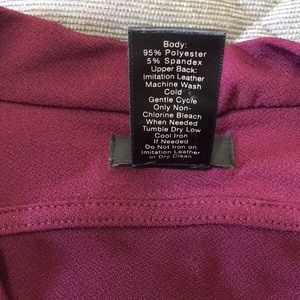 Body:
95% Polyester
5% Spandex
Upper Back:
Imitation Leather
Machine Wash
Cold
Gentle Cycle
Only Non-
Chlorine Bleach
When Needed
Tumble Dry Low
Cool Iron
If Needed
Do Not Iron on
Imitation Leather
or Dry Clean